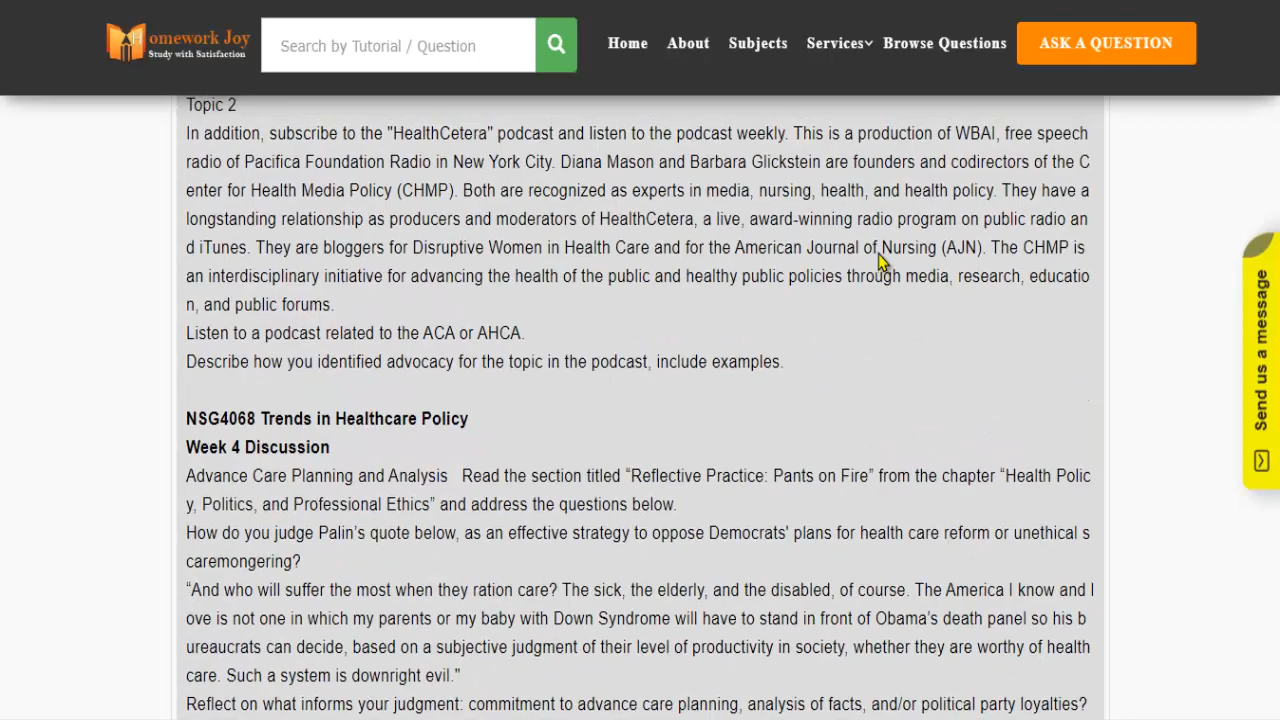 omework Joy
Study with Satisfaction
Search by Tutorial / Question
Home About Subjects Services Browse Questions ASK A QUESTION
Topic 2
In addition, subscribe to the "HealthCetera" podcast and listen to the podcast weekly. This is a production of WBAI, free speech
radio of Pacifica Foundation Radio in New York City. Diana Mason and Barbara Glickstein are founders and codirectors of the C
enter for Health Media Policy (CHMP). Both are recognized as experts in media, nursing, health, and health policy. They have a
longstanding relationship as producers and moderators of HealthCetera, a live, award-winning radio program on public radio an
d iTunes. They are bloggers for Disruptive Women in Health Care and for the American Journal of Nursing (AJN). The CHMP is
an interdisciplinary initiative for advancing the health of the public and healthy public policies through media, research, educatio
n, and public forums.
Listen to a podcast related to the ACA or AHCA.
Describe how you identified advocacy for the topic in the podcast, include examples.
NSG4068 Trends in Healthcare Policy
Week 4 Discussion
Advance Care Planning and Analysis Read the section titled “Reflective Practice: Pants on Fire” from the chapter “Health Polic
y, Politics, and Professional Ethics” and address the questions below.
How do you judge Palin’s quote below, as an effective strategy to oppose Democrats' plans for health care reform or unethical s
caremongering?
“And who will suffer the most when they ration care? The sick, the elderly, and the disabled, of course. The America I know and l
ove is not one in which my parents or my baby with Down Syndrome will have to stand in front of Obama’s death panel so his b
ureaucrats can decide, based on a subjective judgment of their level of productivity in society, whether they are worthy of health
care. Such a system is downright evil."
Reflect on what informs your judgment: commitment to advance care planning, analysis of facts, and/or political party loyalties?
Send us a message